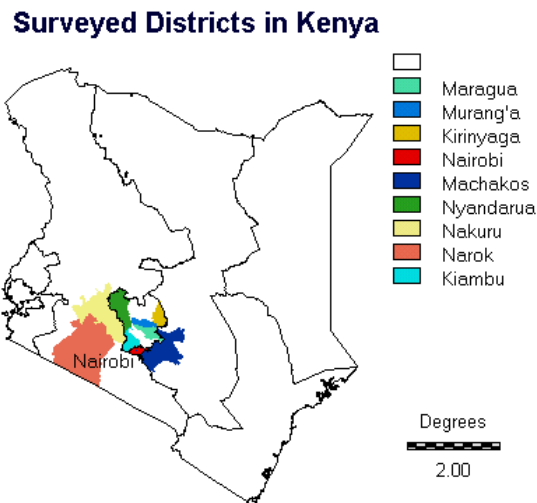 Surveyed Districts in Kenya
Maragua
Murang'a
Kirinyaga
Nairobi
Machakos
Nyandarua
Nakuru
Narok
Kiambu
Nairobi
Degrees
2.00